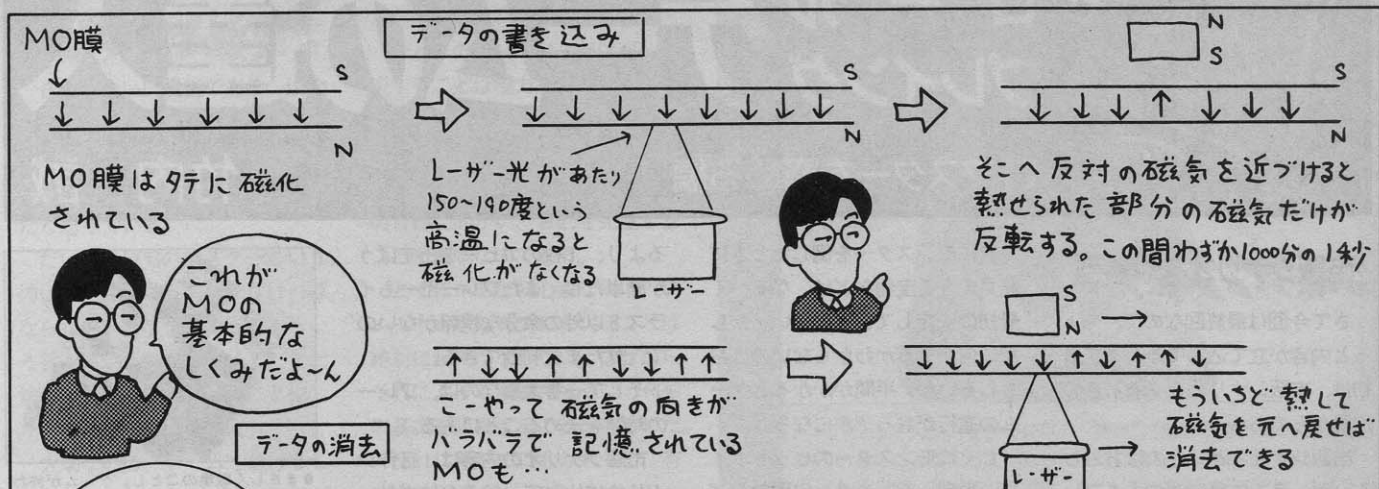 データの書き込み
MO膜
S
N
MO膜はタテに磁化
されている
S
N
レーザー光があたり
150~190度という
高温になると
磁化がなくなる
レーザー
N
S
S
N
そこへ反対の磁気を近づけると
熱せられた部分の磁気だけが
反転する。この間わずか1000分の1秒
これが
MOの
基本的な
しくみだよ〜ん
データの消去
こーやって磁気の向きが
バラバラで記憶されている
MOも…
S
N
S
N
もういちど熱して
磁気を元へ戻せば
消去できる
レーザー